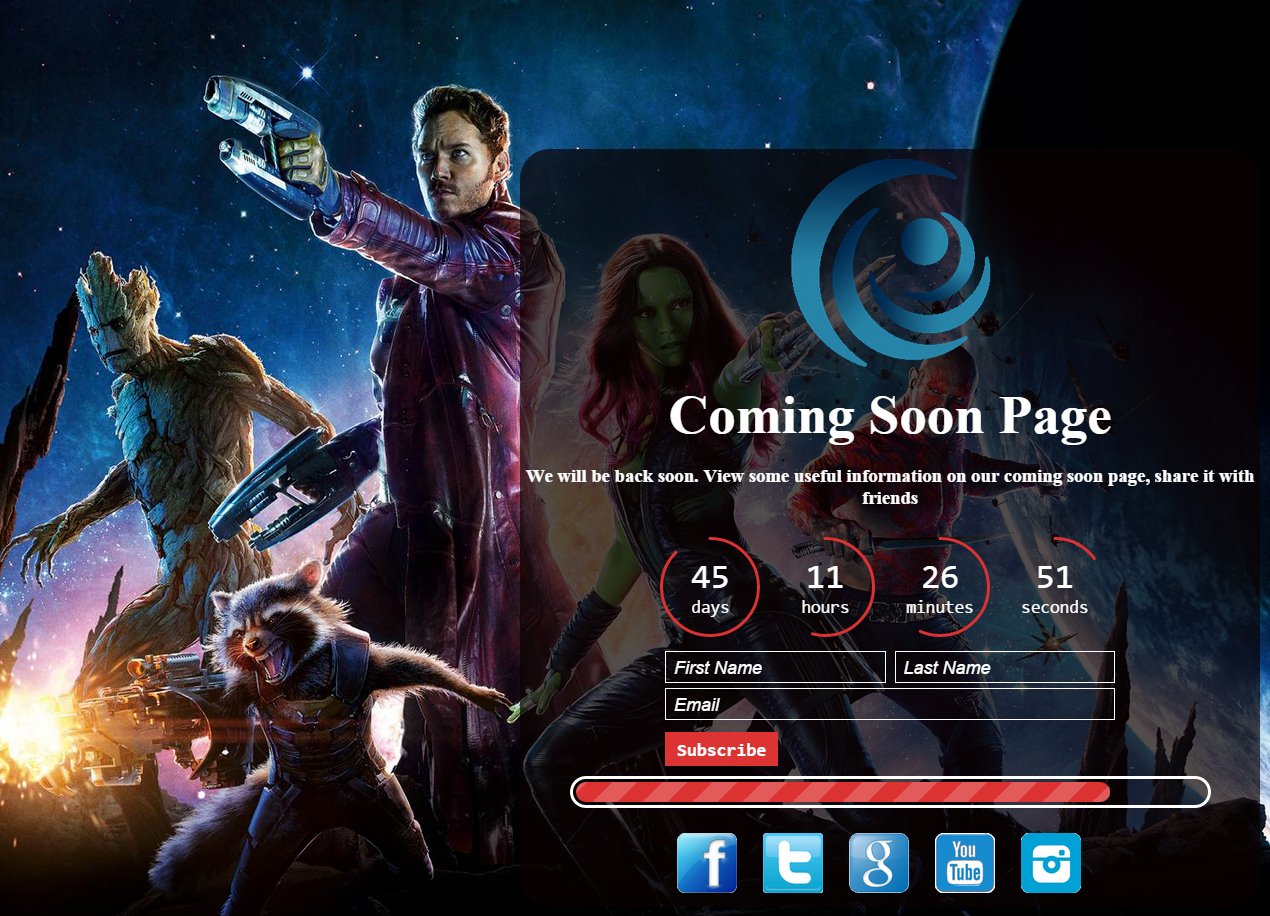 Coming Soon Page
We will be back soon. View some useful information on our coming soon page, share it with
friends
45 11 26 51
days hours minutes seconds
First Name Last Name
Email
Subscribe
f t g You
Tube